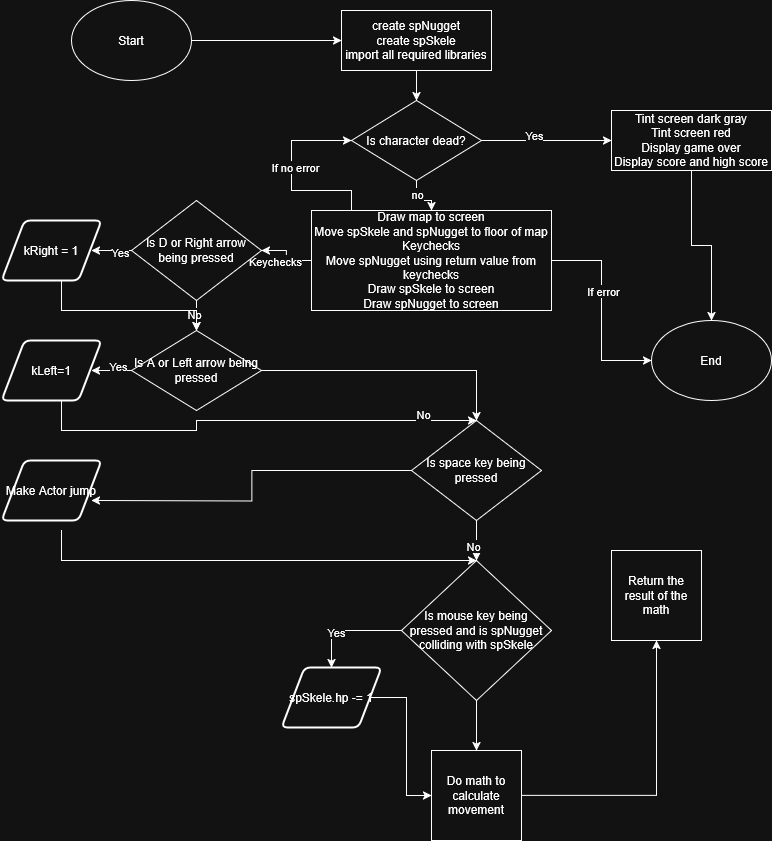 Start
create spNugget
create spSkele
import all required libraries
Is character dead?
Yes
Tint screen dark gray
Tint screen red
Display game over
Display score and high score
If no error
no
Draw map to screen
Move spSkele and spNugget to floor of map
Keychecks
Move spNugget using return value from
keychecks
Draw spSkele to screen
Draw spNugget to screen
Keychecks
Is D or Right arrow
being pressed
Yes
kRight = 1
If error
End
No
Is A or Left arrow being
pressed
Yes
kLeft=1
No
Is space key being
pressed
Make Actor jump
No
Is mouse key being
pressed and is spNugget
colliding with spSkele
Yes
spSkele.hp -= 1
Return the
result of the
math
Do math to
calculate
movement